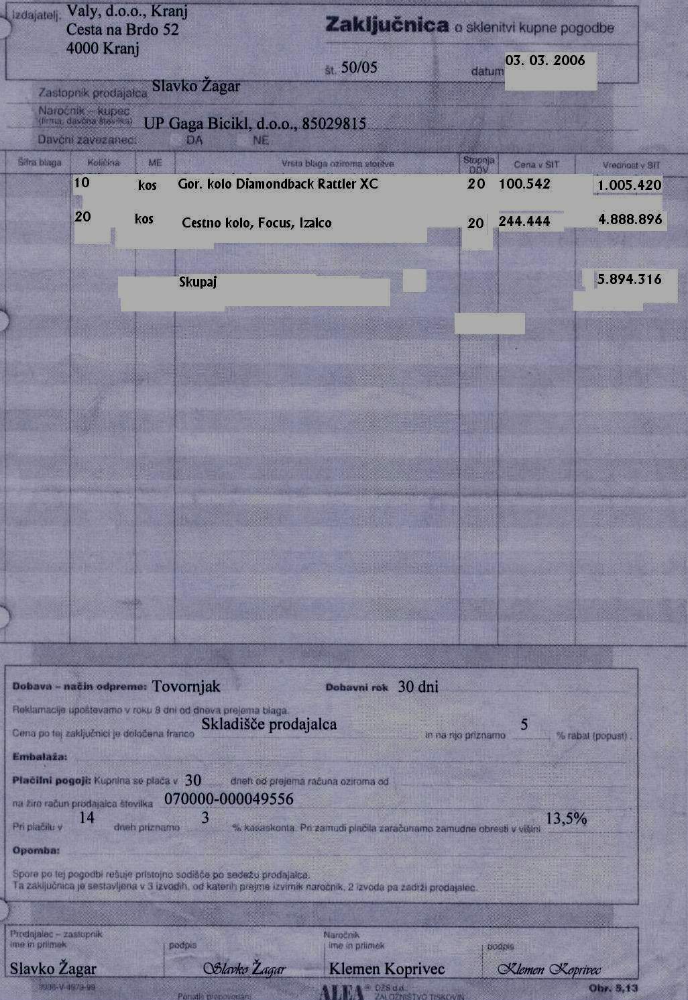 Izdajatelj: Valy, d.o.o., Kranj
Cesta na Brdo 52
4000 Kranj
Zaključnica o sklenitvi kupne pogodbe
št. 50/05 datum 03. 03. 2006
Zastopnik prodajalca Slavko Žagar
Naročnik – kupec
(firma, davčna številka) UP Gaga Bicikl, d.o.o., 85029815
Davčni zavezanec: DA NE
Šifra blaga Količina ME Vrsta blaga oziroma storitve Stopnja DDV Cena v SIT Vrednost v SIT
10 kos Gor. kolo Diamondback Rattler XC 20 100.542 1.005.420
20 kos Cestno kolo, Focus, Izalco 20 244.444 4.888.896
Skupaj 5.894.316
Dobava – način odpreme: Tovornjak Dobavni rok 30 dni
Reklamacije upoštevamo v roku 8 dni od dneva prejema blaga.
Cena po tej zaključnici je določena franco Skladišče prodajalca in na njo priznamo 5 % rabat (popust) .
Embalaža:
Plačilni pogoji: Kupnina se plača v 30 dneh od prejema računa oziroma od
na žiro račun prodajalca številka 070000-000049556
Pri plačilu v 14 dneh priznamo 3 % kasaskonta. Pri zamudi plačila zaračunamo zamudne obresti v višini 13,5%
Opomba:
Spore po tej pogodbi rešuje pristojno sodišče po sedežu prodajalca.
Ta zaključnica je sestavljena v 3 izvodih, od katerih prejme izvirnik naročnik, 2 izvoda pa zadrži prodajalec.
Prodajalec – zastopnik Naročnik
ime in priimek podpis ime in priimek podpis
Slavko Žagar Slavko Žagar Klemen Koprivec Klemen Koprivec
Ponatis prepovedan! ALEA® DZS d.d. Obr. 5,13
ZALOŽNIŠTVO TISKOVIN